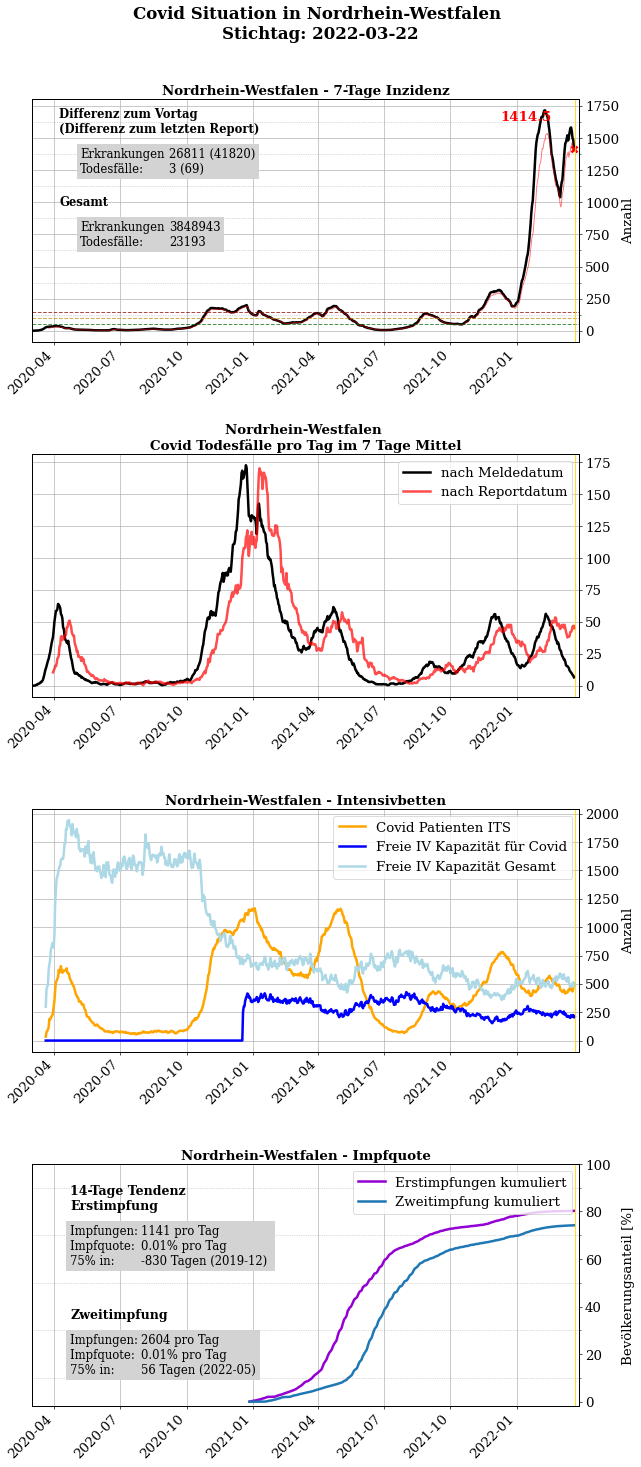 Covid Situation in Nordrhein-Westfalen
Stichtag: 2022-03-22
Nordrhein-Westfalen - 7-Tage Inzidenz
Differenz zum Vortag
(Differenz zum letzten Report)
Erkrankungen 26811 (41820)
Todesfälle: 3 (69)
Gesamt
Erkrankungen 3848943
Todesfälle: 23193
1414.5
1750
1500
1250
1000
750
500
250
0
Anzahl
2020-04
2020-07
2020-10
2021-01
2021-04
2021-07
2021-10
2022-01
Nordrhein-Westfalen
Covid Todesfälle pro Tag im 7 Tage Mittel
nach Meldedatum
nach Reportdatum
175
150
125
100
75
50
25
0
2020-04
2020-07
2020-10
2021-01
2021-04
2021-07
2021-10
2022-01
Nordrhein-Westfalen - Intensivbetten
Covid Patienten ITS
Freie IV Kapazität für Covid
Freie IV Kapazität Gesamt
2000
1750
1500
1250
1000
750
500
250
0
Anzahl
2020-04
2020-07
2020-10
2021-01
2021-04
2021-07
2021-10
2022-01
Nordrhein-Westfalen - Impfquote
14-Tage Tendenz
Erstimpfung
Impfungen: 1141 pro Tag
Impfquote: 0.01% pro Tag
75% in: -830 Tagen (2019-12)
Zweitimpfung
Impfungen: 2604 pro Tag
Impfquote: 0.01% pro Tag
75% in: 56 Tagen (2022-05)
Erstimpfungen kumuliert
Zweitimpfung kumuliert
100
80
60
40
20
0
Bevölkerungsanteil [%]
2020-04
2020-07
2020-10
2021-01
2021-04
2021-07
2021-10
2022-01